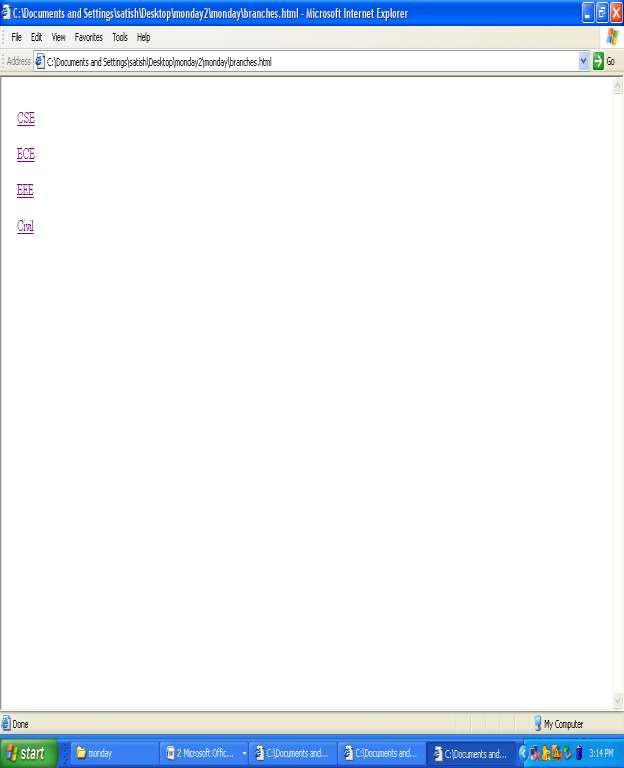 C:\Documents and Settings\satish\Desktop\monday2\monday\branches.html - Microsoft Internet Explorer
File Edit View Favorites Tools Help
Address C:\Documents and Settings\satish\Desktop\monday2\monday\branches.html Go
CSE
ECE
EEE
Civil
Done My Computer
start monday 2 Microsoft Offic... C:\Documents and... C:\Documents and... C:\Documents and... 3:14 PM